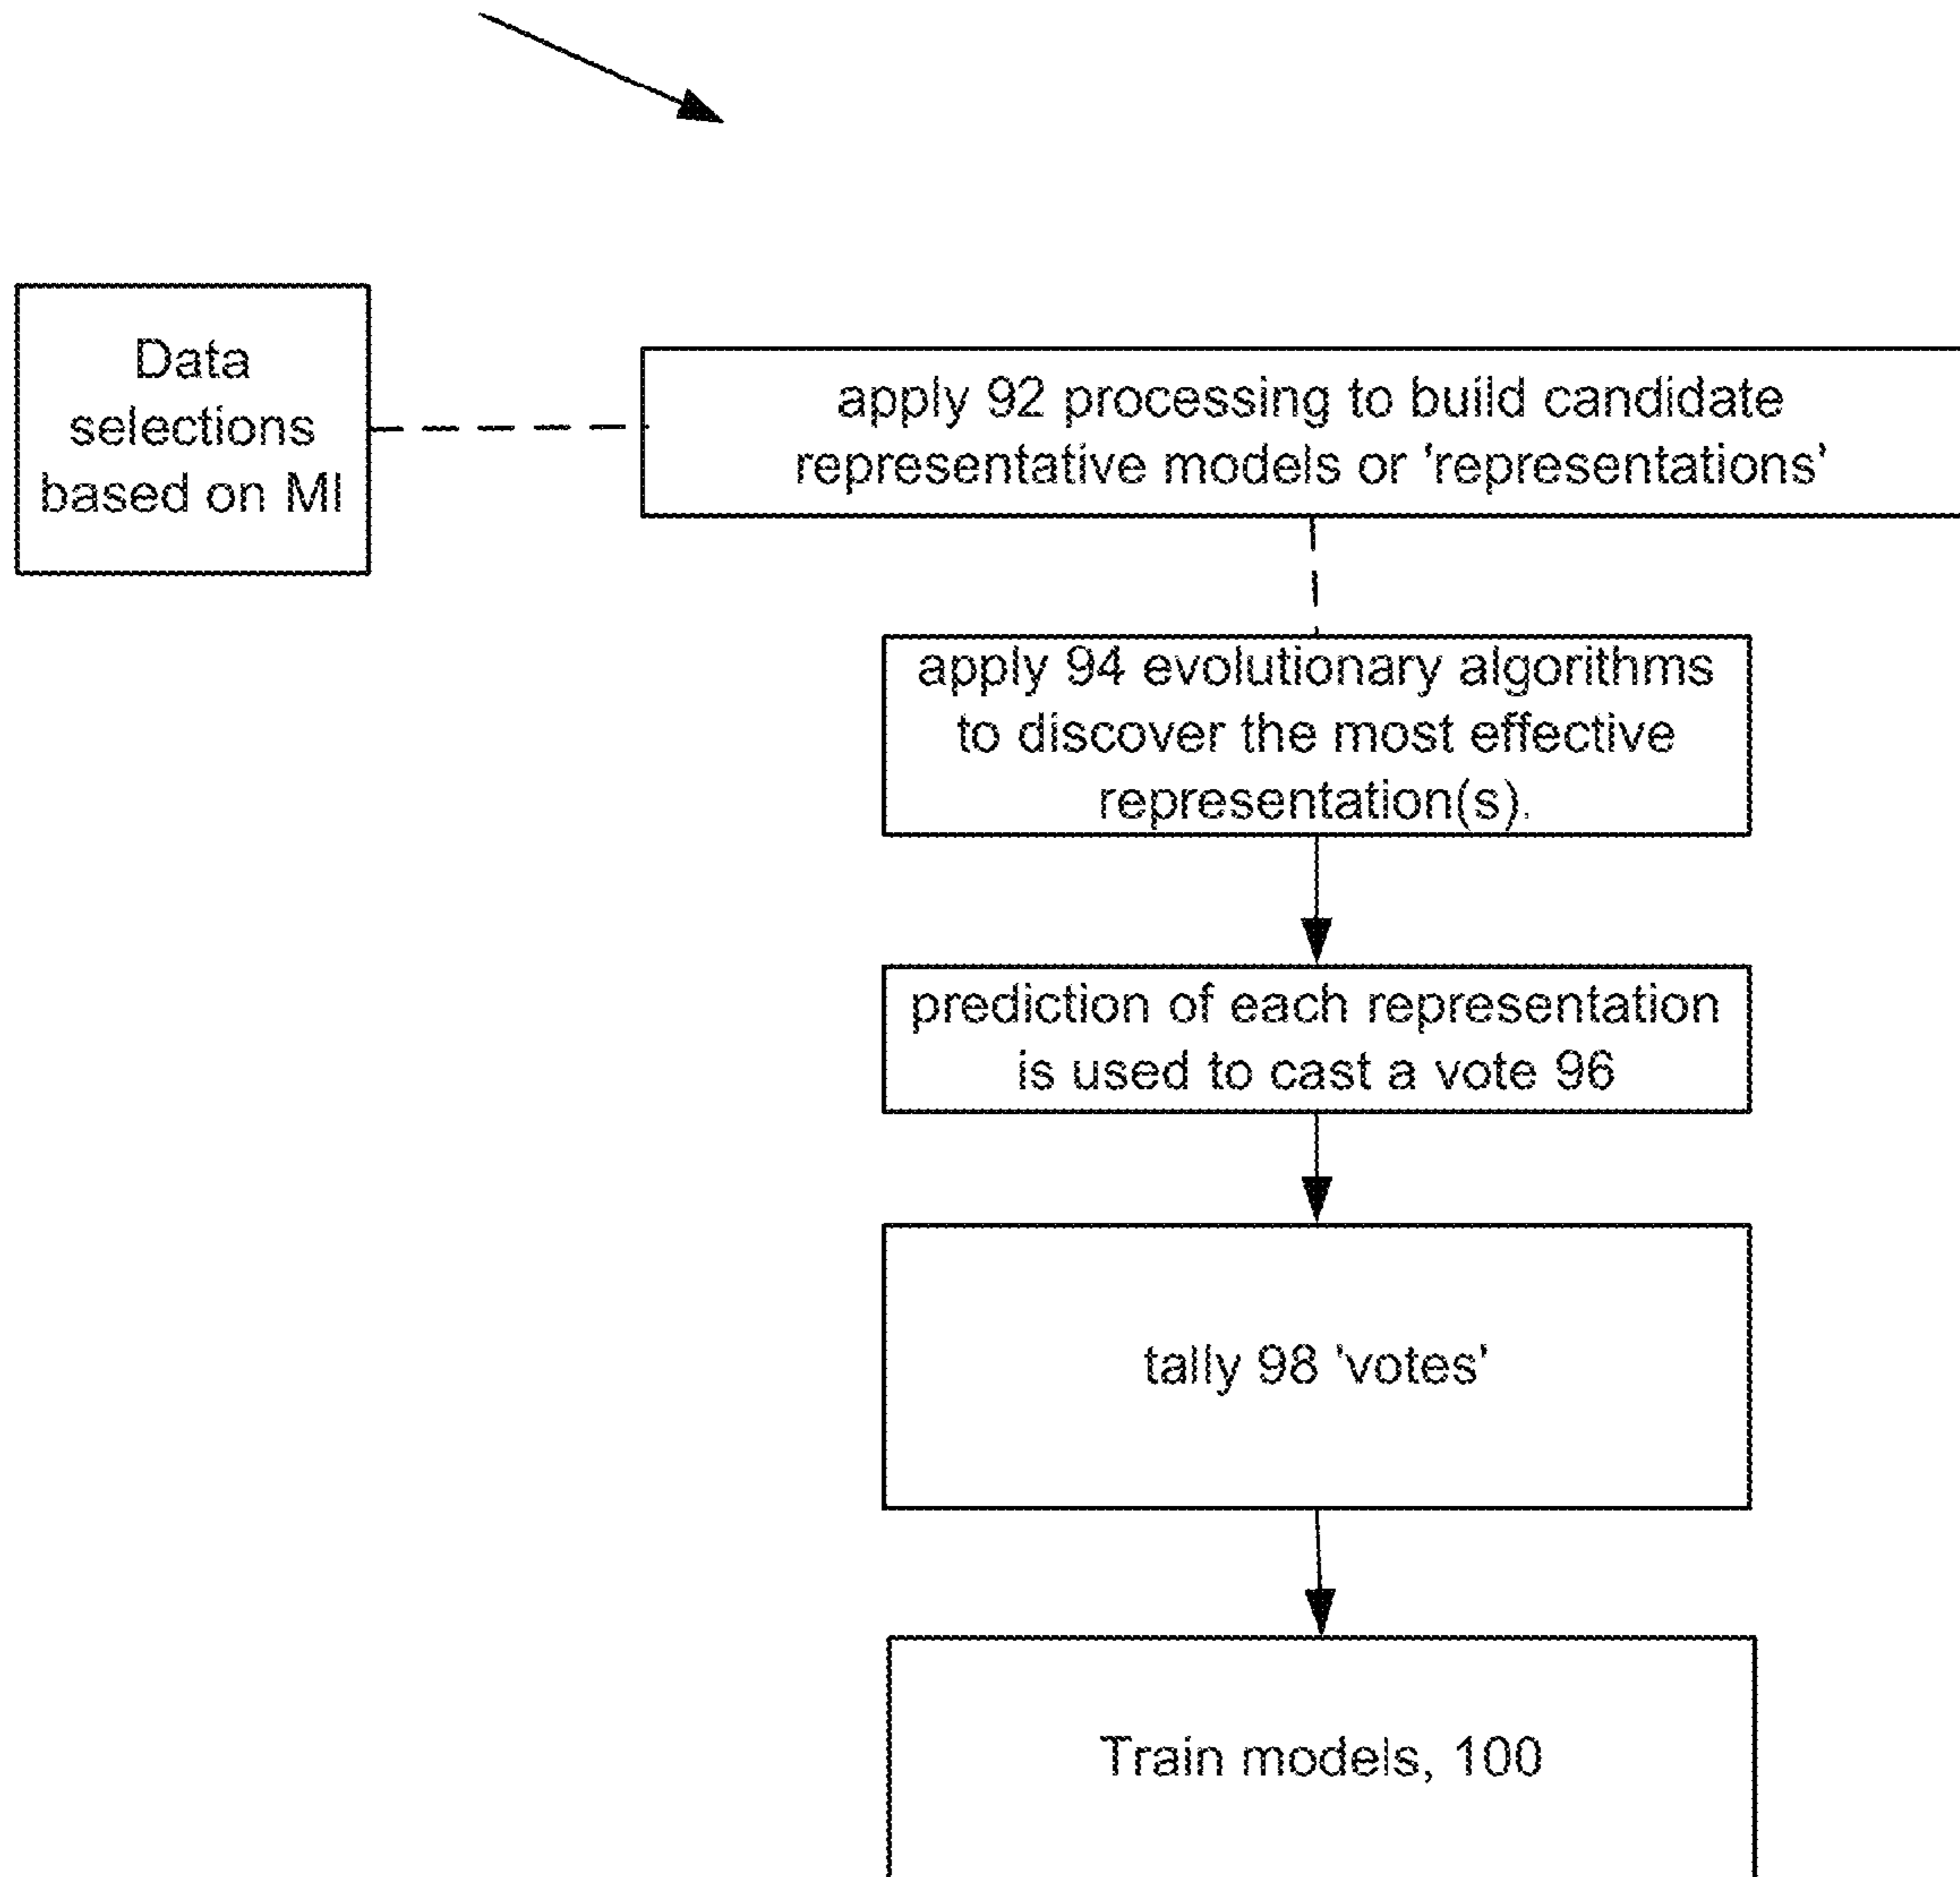 Data
selections
based on MI
apply 92 processing to build candidate
representative models or 'representations'
apply 94 evolutionary algorithms
to discover the most effective
representation(s).
prediction of each representation
is used to cast a vote 96
tally 98 'votes'
Train models, 100